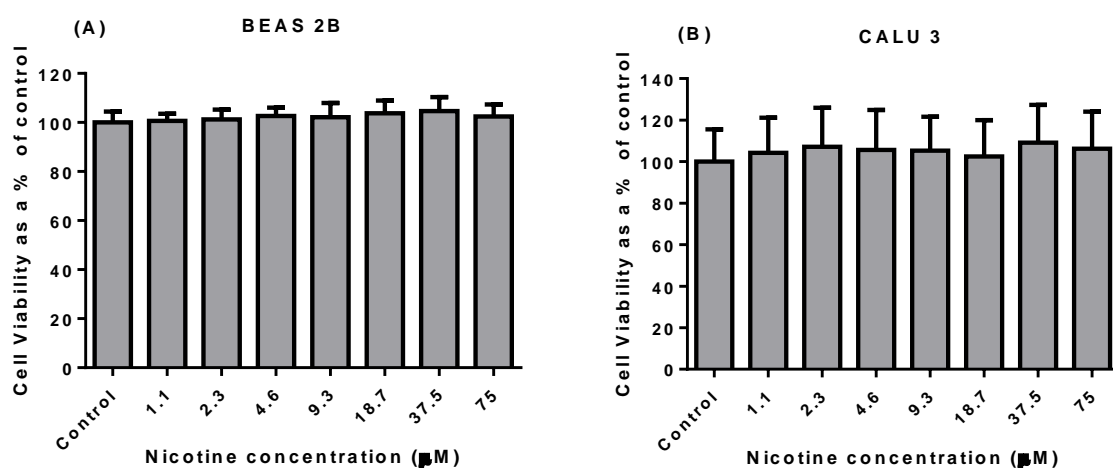 (A)
BEAS 2B
Cell Viability as a % of control
120
100
80
60
40
20
0
Control
1.1
2.3
4.6
9.3
18.7
37.5
75
Nicotine concentration (μM)
(B)
CALU 3
Cell Viability as a % of control
140
120
100
80
60
40
20
0
Control
1.1
2.3
4.6
9.3
18.7
37.5
75
Nicotine concentration (μM)